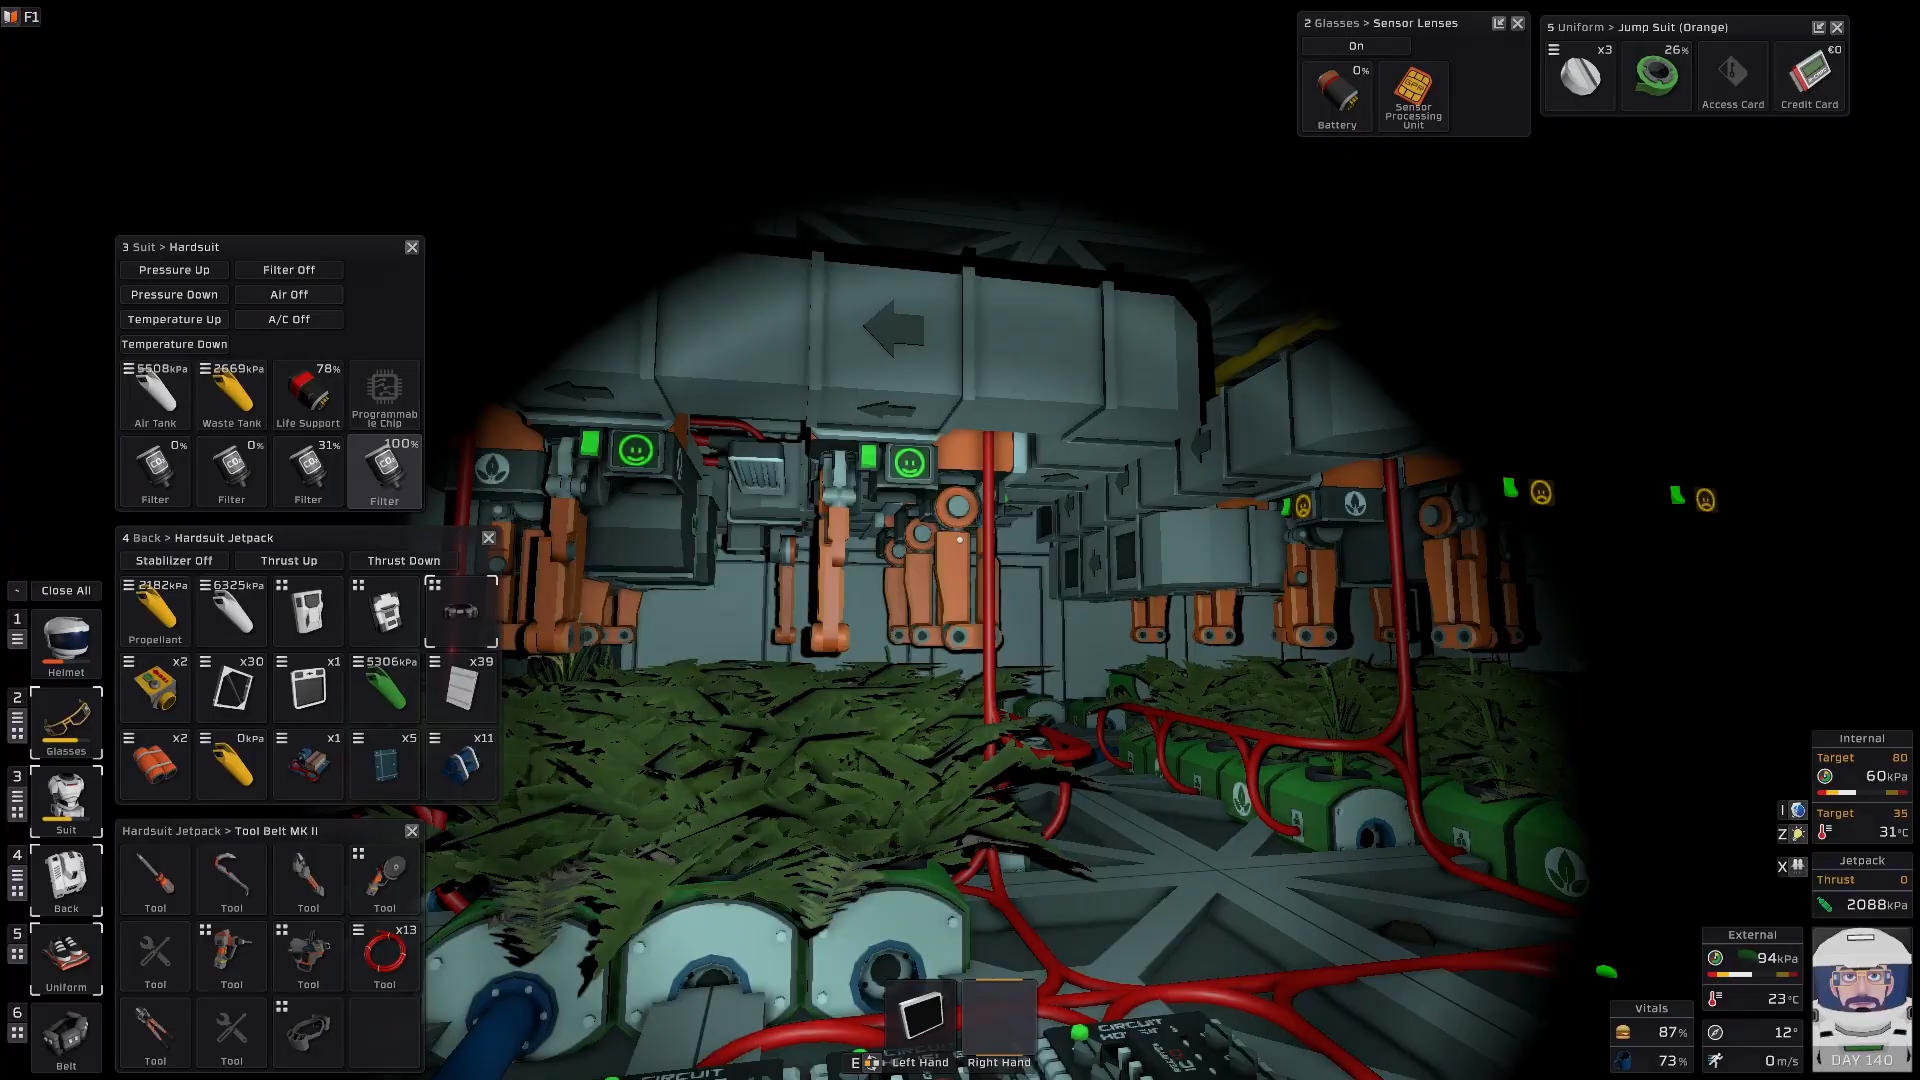 F1
2 Glasses > Sensor Lenses
On
0%
Battery
Sensor Processing Unit
5 Uniform > Jump Suit (Orange)
x3
26%
Access Card
€0
Credit Card
3 Suit > Hardsuit
Pressure Up
Filter Off
Pressure Down
Air Off
Temperature Up
A/C Off
Temperature Down
5508kPa
Air Tank
2669kPa
Waste Tank
78%
Life Support
Programmab
le Chip
0%
Filter
0%
Filter
31%
Filter
100%
Filter
4 Back > Hardsuit Jetpack
Stabilizer Off
Thrust Up
Thrust Down
2182kPa
Propellant
6325kPa
x2
x30
x1
5306kPa
x39
x2
0kPa
x1
x5
x11
Hardsuit Jetpack > Tool Belt MK II
Tool
Tool
Tool
Tool
Tool
Tool
Tool
x13
Tool
Tool
Tool
~
Close All
1
Helmet
2
Glasses
3
Suit
4
Back
5
Uniform
6
Belt
E
Left Hand
Right Hand
CIRCUIT
Internal
Target 80
60kPa
Target 35
31°C
I
Z
X
Jetpack
Thrust 0
2088kPa
External
94kPa
23°C
12°
0m/s
Vitals
87%
73%
DAY 140